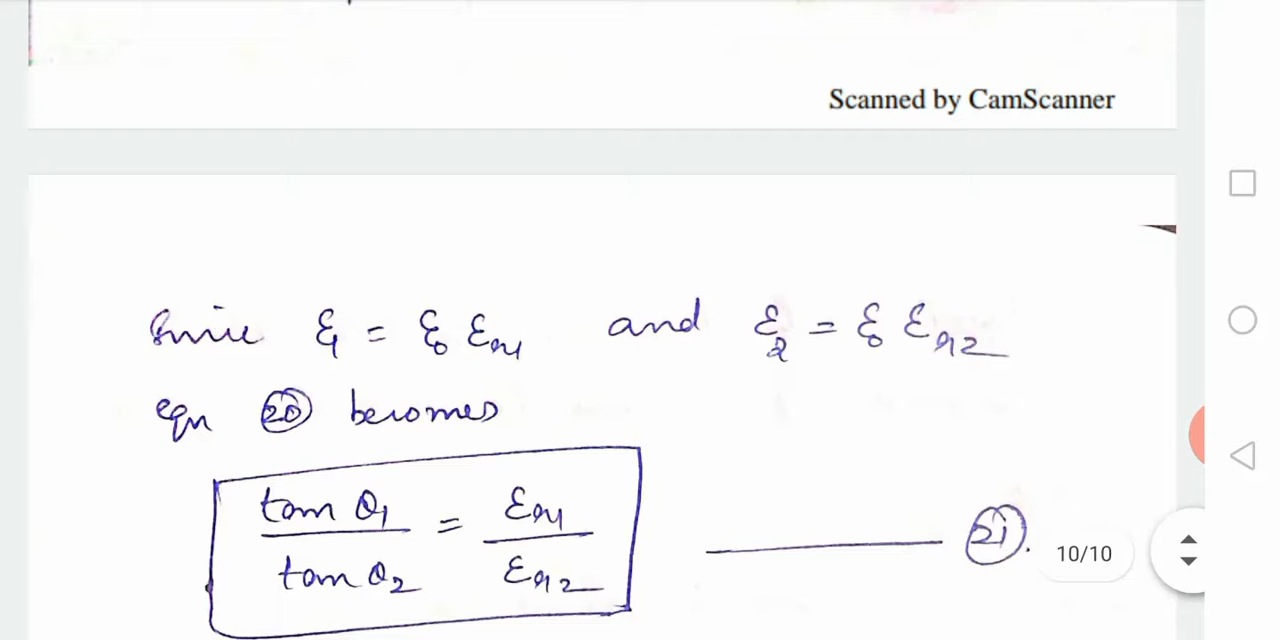 Scanned by CamScanner
Since ε₁ = ε₀ εᵣ₁ and ε₂ = ε₀ εᵣ₂
eqn 20 becomes
tan θ₁ / tan θ₂ = εᵣ₁ / εᵣ₂ ——— 21.
10/10